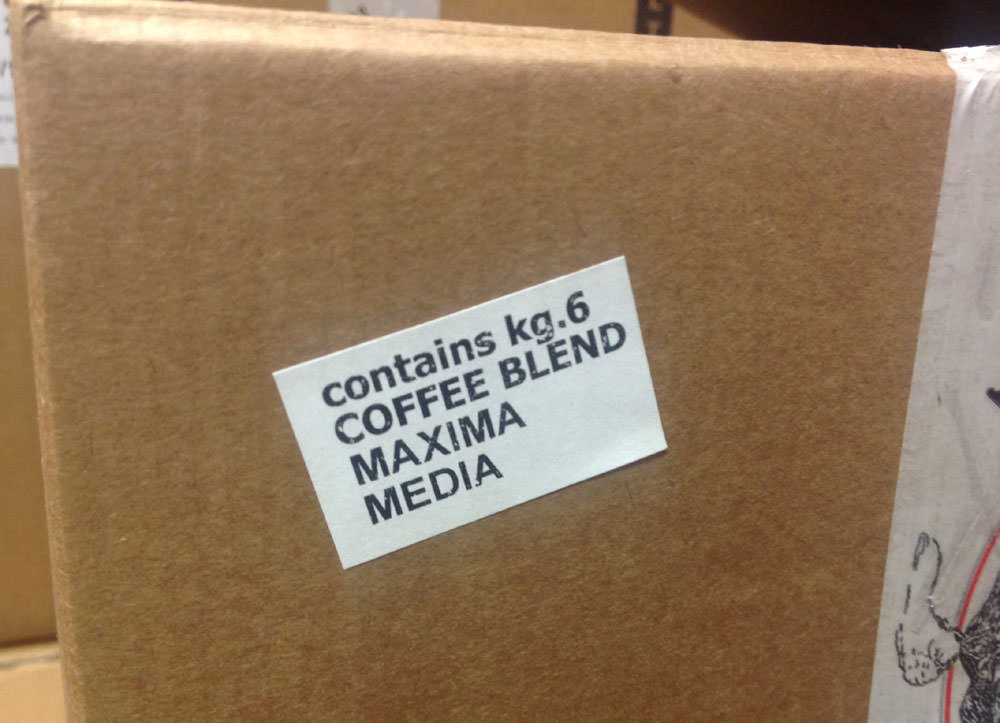 contains kg.6
COFFEE BLEND
MAXIMA
MEDIA